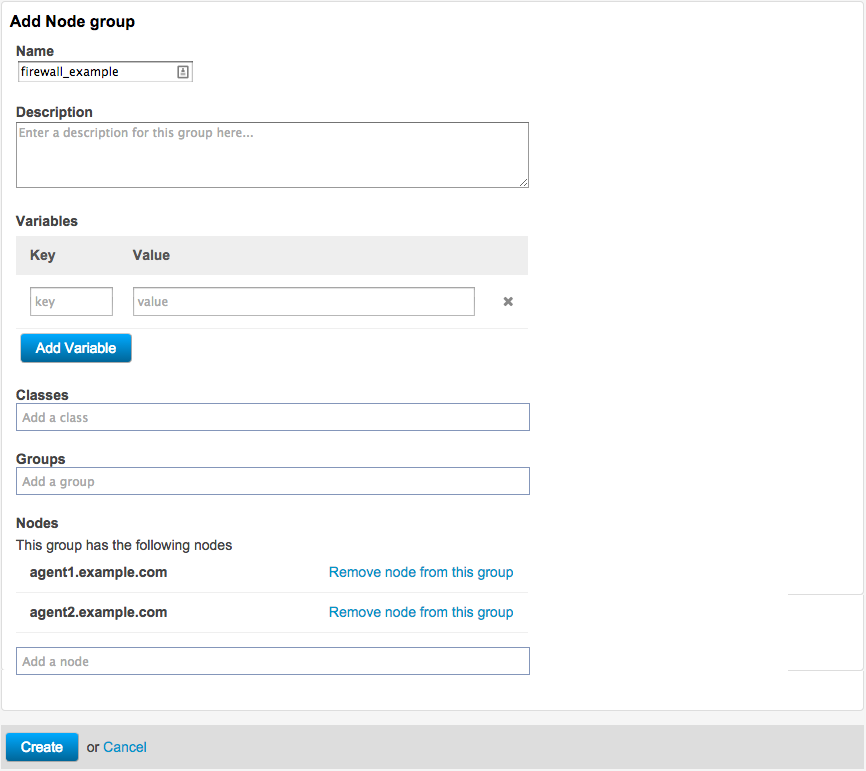 Add Node group
Name
firewall_example
Description
Enter a description for this group here...
Variables
Key Value
key value ✖
Add Variable
Classes
Add a class
Groups
Add a group
Nodes
This group has the following nodes
agent1.example.com Remove node from this group
agent2.example.com Remove node from this group
Add a node
Create or Cancel